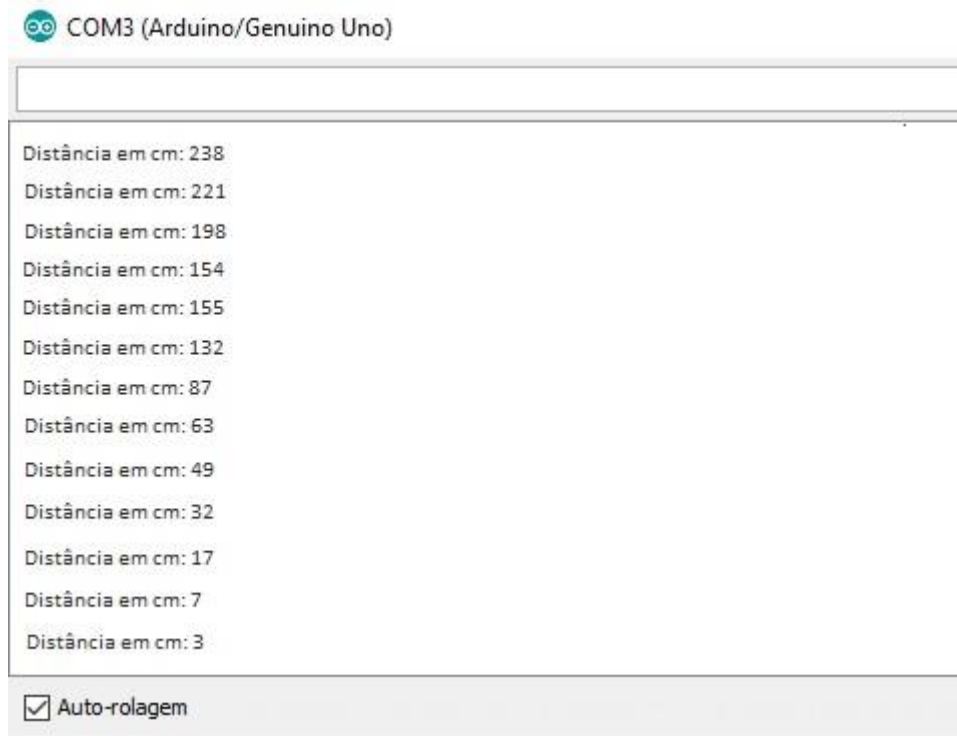 COM3 (Arduino/Genuino Uno)
Distância em cm: 238
Distância em cm: 221
Distância em cm: 198
Distância em cm: 154
Distância em cm: 155
Distância em cm: 132
Distância em cm: 87
Distância em cm: 63
Distância em cm: 49
Distância em cm: 32
Distância em cm: 17
Distância em cm: 7
Distância em cm: 3
Auto-rolagem